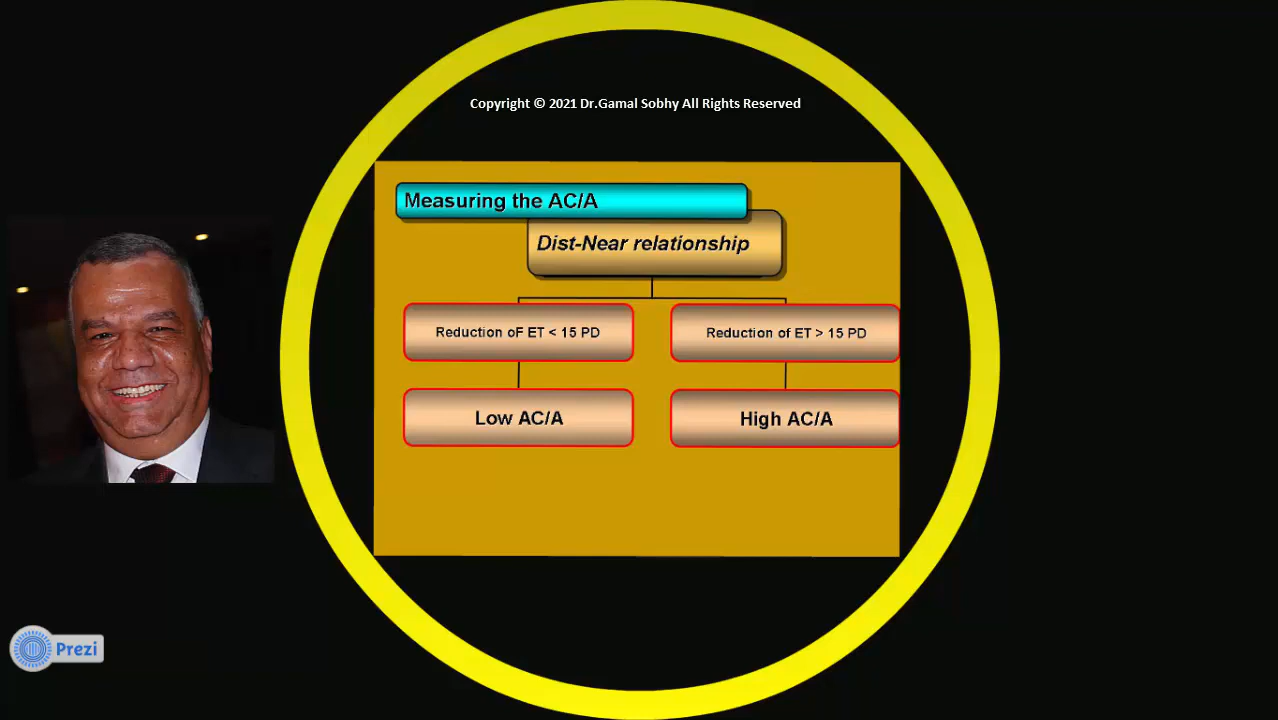 Copyright © 2021 Dr.Gamal Sobhy All Rights Reserved
Measuring the AC/A
Dist-Near relationship
Reduction oF ET < 15 PD
Reduction of ET > 15 PD
Low AC/A
High AC/A
Prezi